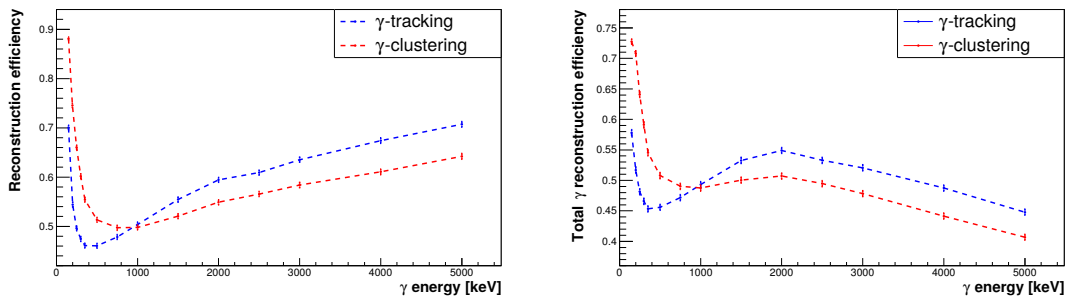 Reconstruction efficiency
0.9
0.8
0.7
0.6
0.5
0 1000 2000 3000 4000 5000
γ energy [keV]
γ-tracking
γ-clustering
Total γ reconstruction efficiency
0.75
0.7
0.65
0.6
0.55
0.5
0.45
0.4
0 1000 2000 3000 4000 5000
γ energy [keV]
γ-tracking
γ-clustering